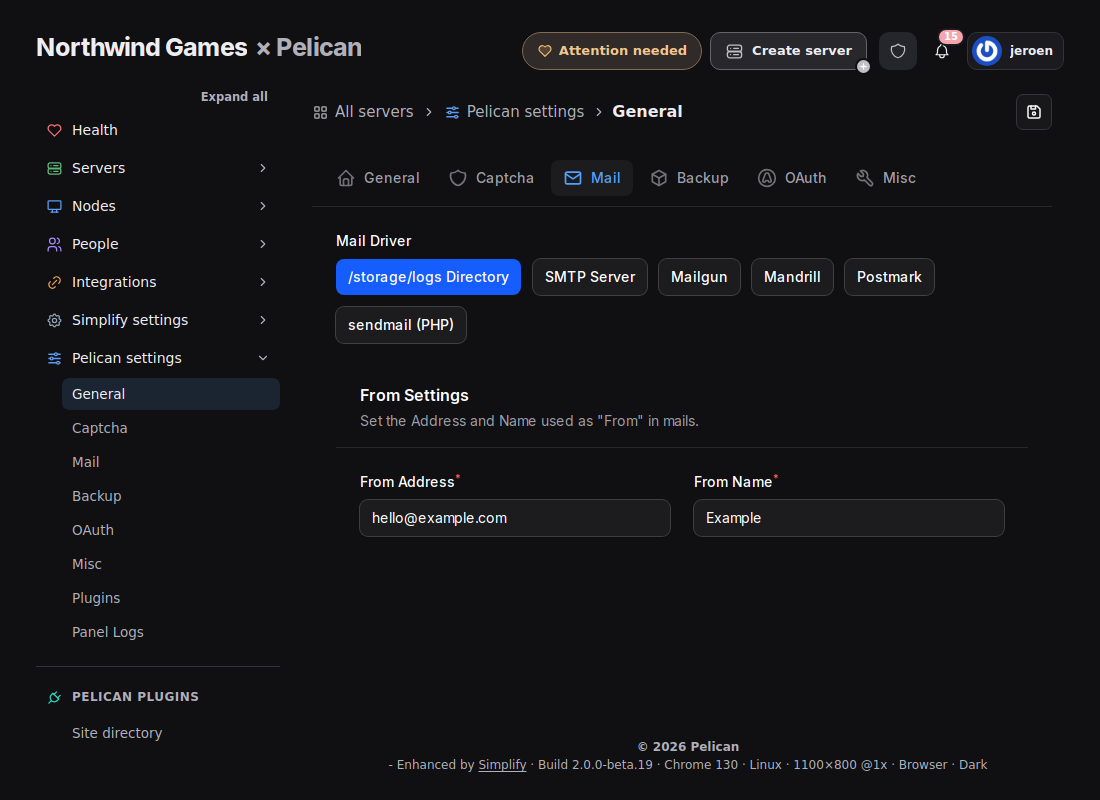 Northwind Games × Pelican
Attention needed
Create server
15
jeroen
Expand all
Health
Servers
Nodes
People
Integrations
Simplify settings
Pelican settings
General
Captcha
Mail
Backup
OAuth
Misc
Plugins
Panel Logs
PELICAN PLUGINS
Site directory
All servers > Pelican settings > General
General Captcha Mail Backup OAuth Misc
Mail Driver
/storage/logs Directory SMTP Server Mailgun Mandrill Postmark
sendmail (PHP)
From Settings
Set the Address and Name used as "From" in mails.
From Address* From Name*
hello@example.com Example
© 2026 Pelican
- Enhanced by Simplify · Build 2.0.0-beta.19 · Chrome 130 · Linux · 1100×800 @1x · Browser · Dark